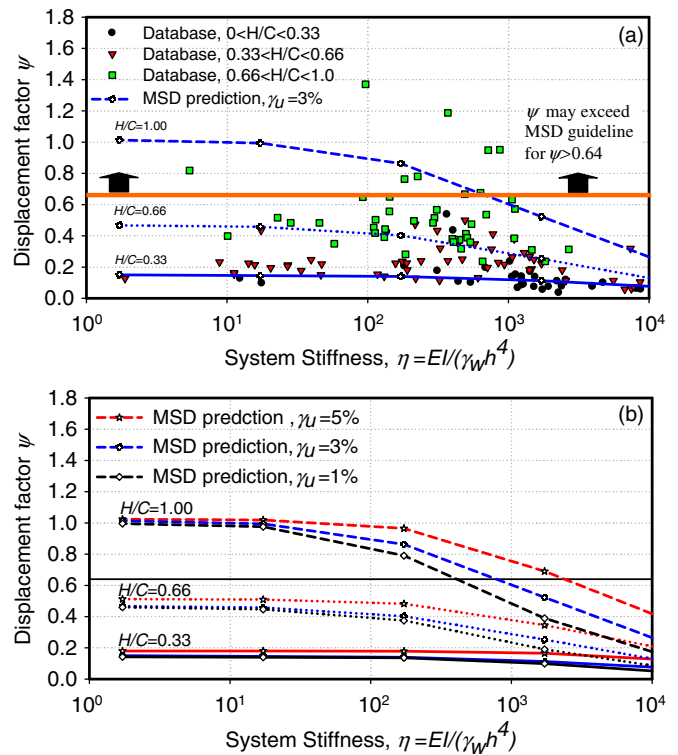 (a)
Database, 0<H/C<0.33
Database, 0.33<H/C<0.66
Database, 0.66<H/C<1.0
MSD prediction, γu=3%
ψ may exceed
MSD guideline
for ψ>0.64
H/C=1.00
H/C=0.66
H/C=0.33
Displacement factor ψ
1.8
1.6
1.4
1.2
1.0
0.8
0.6
0.4
0.2
0.0
10^0 10^1 10^2 10^3 10^4
System Stiffness, η =EI/(γwh^4)
(b)
MSD predction , γu=5%
MSD prediction, γu=3%
MSD prediction, γu=1%
H/C=1.00
H/C=0.66
H/C=0.33
Displacement factor ψ
1.8
1.6
1.4
1.2
1.0
0.8
0.6
0.4
0.2
0.0
10^0 10^1 10^2 10^3 10^4
System Stiffness, η =EI/(γwh^4)